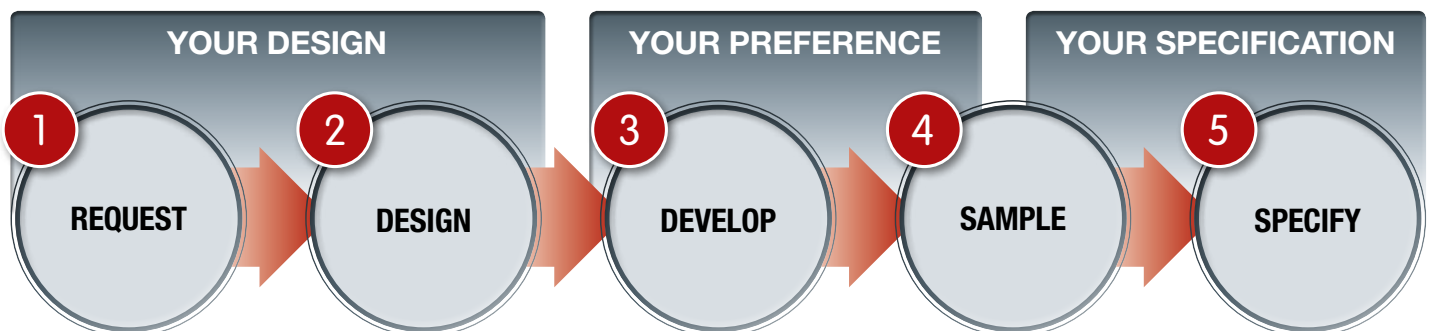 YOUR DESIGN
YOUR PREFERENCE
YOUR SPECIFICATION
1
2
3
4
5
REQUEST
DESIGN
DEVELOP
SAMPLE
SPECIFY